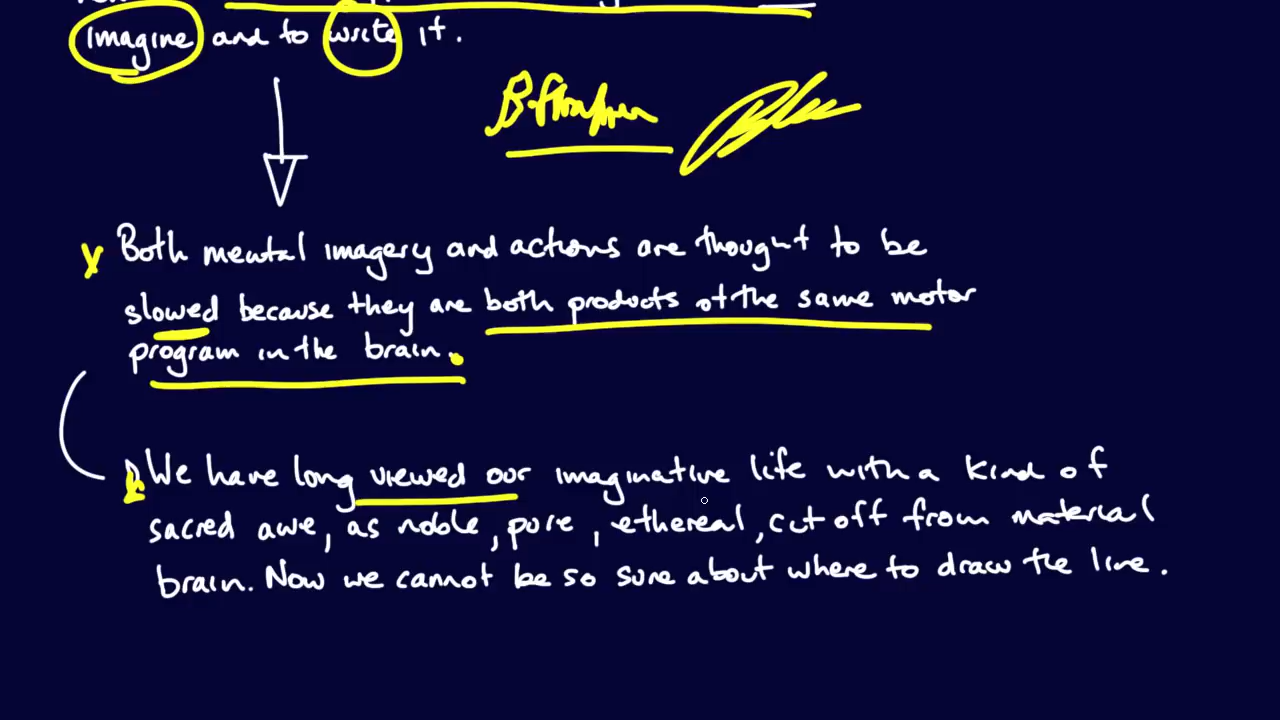 imagine and to write it.
Both mental imagery and actions are thought to be
slowed because they are both products of the same motor
program in the brain.
We have long viewed our imaginative life with a kind of
sacred awe, as noble, pure, ethereal, cut off from material
brain. Now we cannot be so sure about where to draw the line.